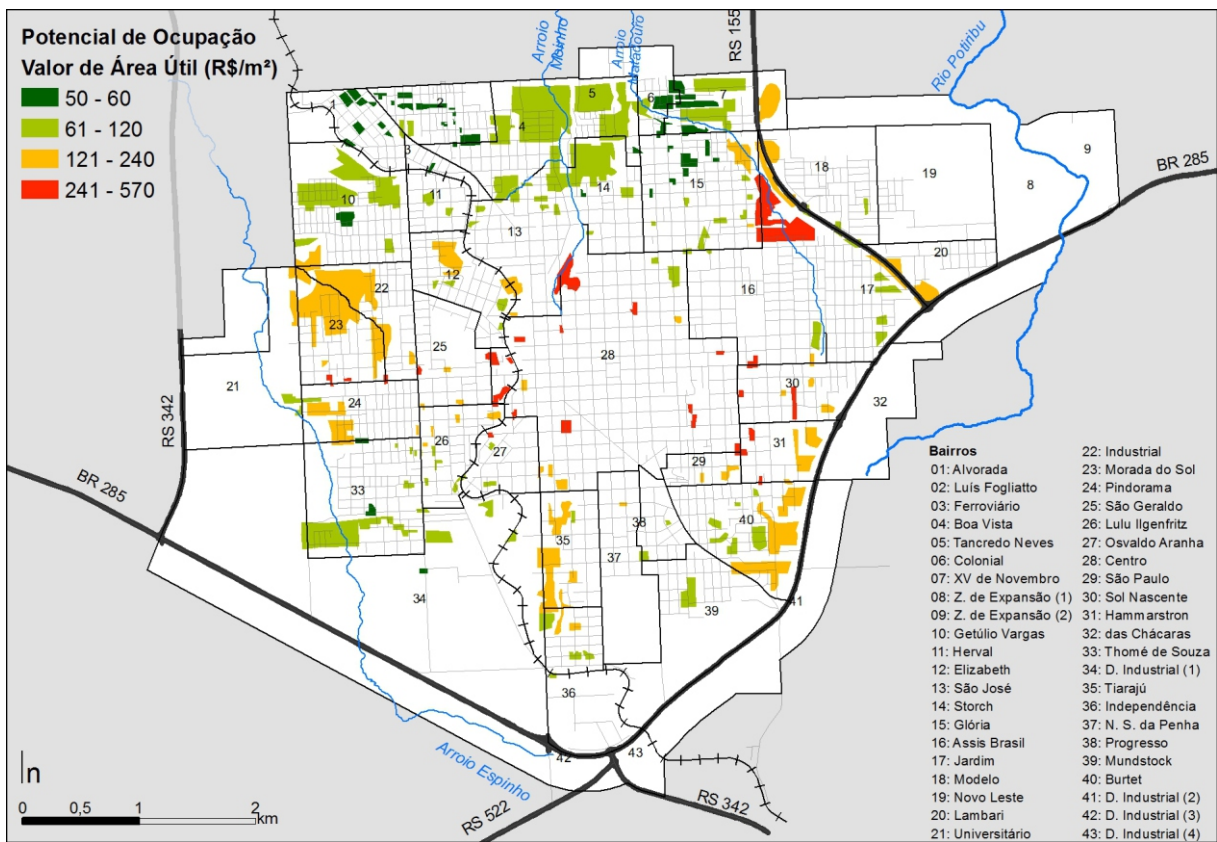 Potencial de Ocupação
Valor de Área Útil (R$/m²)
50 - 60
61 - 120
121 - 240
241 - 570
Arroio
Moinho
Arroio
Matadouro
RS 155
Rio Potiribu
BR 285
RS 342
BR 285
Arroio Espinho
RS 522
RS 342
1
2
3
4
5
6
7
8
9
10
11
12
13
14
15
16
17
18
19
20
21
22
23
24
25
26
27
28
29
30
31
32
33
34
35
36
37
38
39
40
41
42
43
Bairros
01: Alvorada
02: Luís Fogliatto
03: Ferroviário
04: Boa Vista
05: Tancredo Neves
06: Colonial
07: XV de Novembro
08: Z. de Expansão (1)
09: Z. de Expansão (2)
10: Getúlio Vargas
11: Herval
12: Elizabeth
13: São José
14: Storch
15: Glória
16: Assis Brasil
17: Jardim
18: Modelo
19: Novo Leste
20: Lambari
21: Universitário
22: Industrial
23: Morada do Sol
24: Pindorama
25: São Geraldo
26: Lulu Ilgenfritz
27: Osvaldo Aranha
28: Centro
29: São Paulo
30: Sol Nascente
31: Hammarstron
32: das Chácaras
33: Thomé de Souza
34: D. Industrial (1)
35: Tiarajú
36: Independência
37: N. S. da Penha
38: Progresso
39: Mundstock
40: Burtet
41: D. Industrial (2)
42: D. Industrial (3)
43: D. Industrial (4)
n
0 0,5 1 2
km